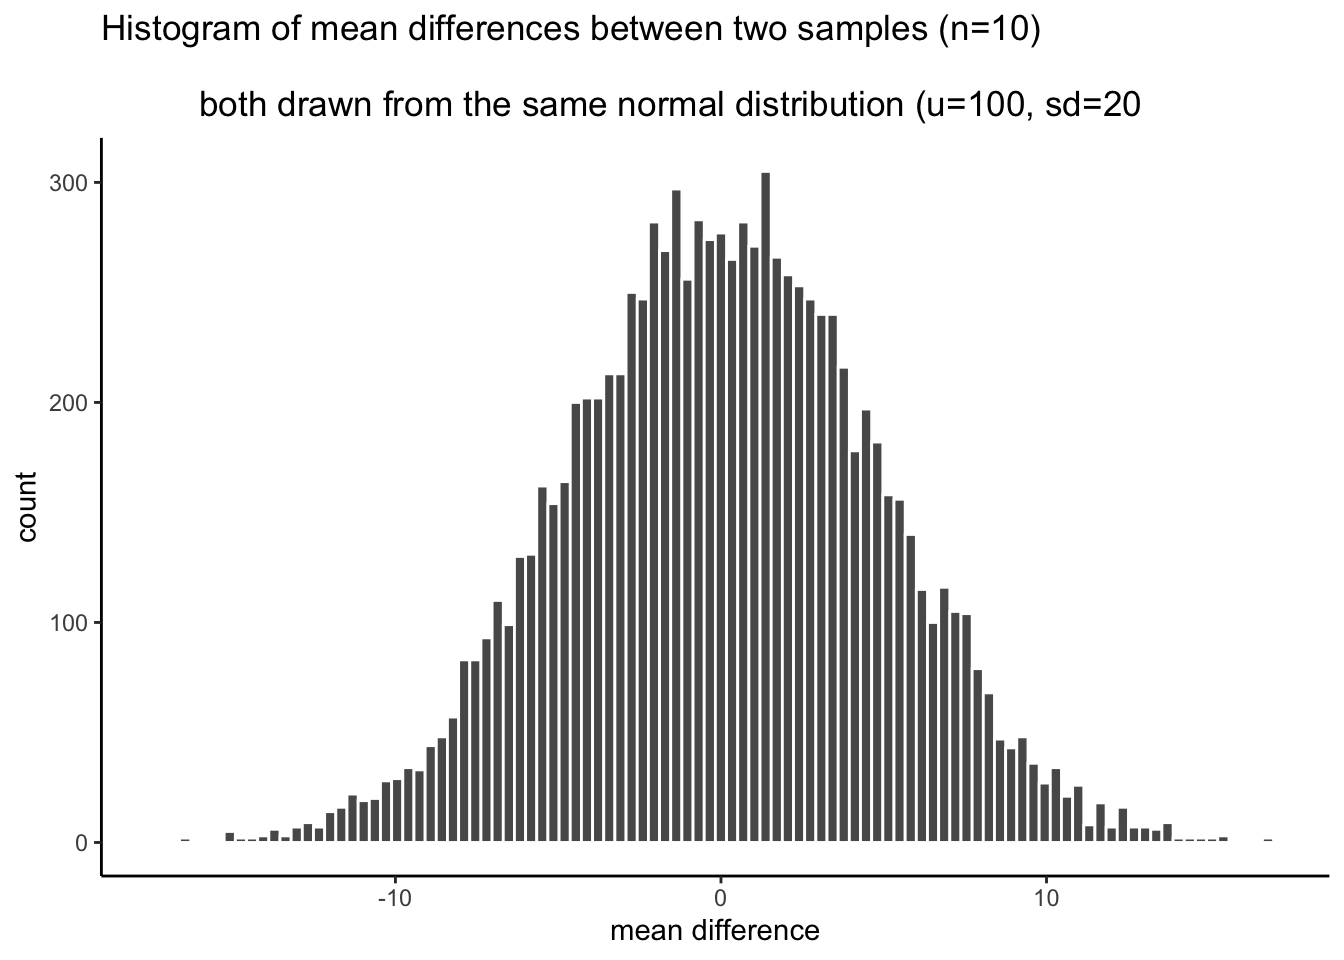 Histogram of mean differences between two samples (n=10)
both drawn from the same normal distribution (u=100, sd=20
300
200
100
0
count
-10
0
10
mean difference